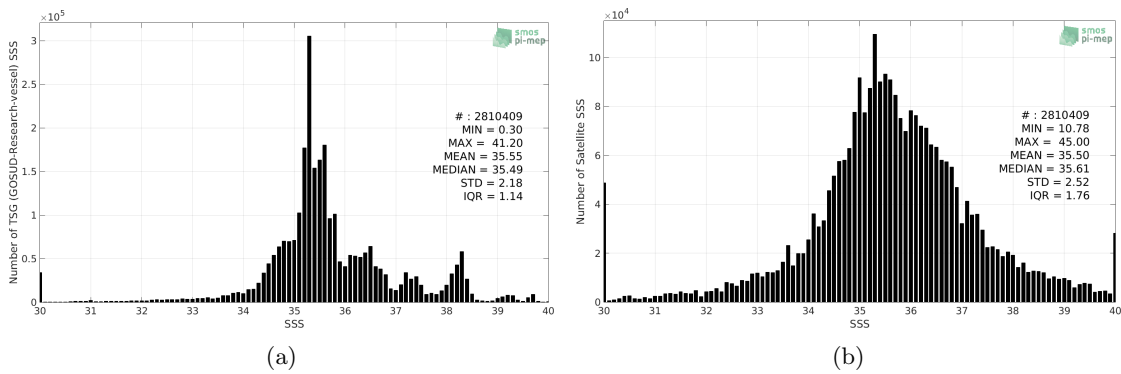 ×10⁵
3
2.5
2
1.5
1
0.5
0
30 31 32 33 34 35 36 37 38 39 40
SSS
Number of TSG (GOSUD-Research-vessel) SSS
smos
pi-mep
# : 2810409
MIN = 0.30
MAX = 41.20
MEAN = 35.55
MEDIAN = 35.49
STD = 2.18
IQR = 1.14
(a)
×10⁴
10
8
6
4
2
0
30 31 32 33 34 35 36 37 38 39 40
SSS
Number of Satellite SSS
smos
pi-mep
# : 2810409
MIN = 10.78
MAX = 45.00
MEAN = 35.50
MEDIAN = 35.61
STD = 2.52
IQR = 1.76
(b)